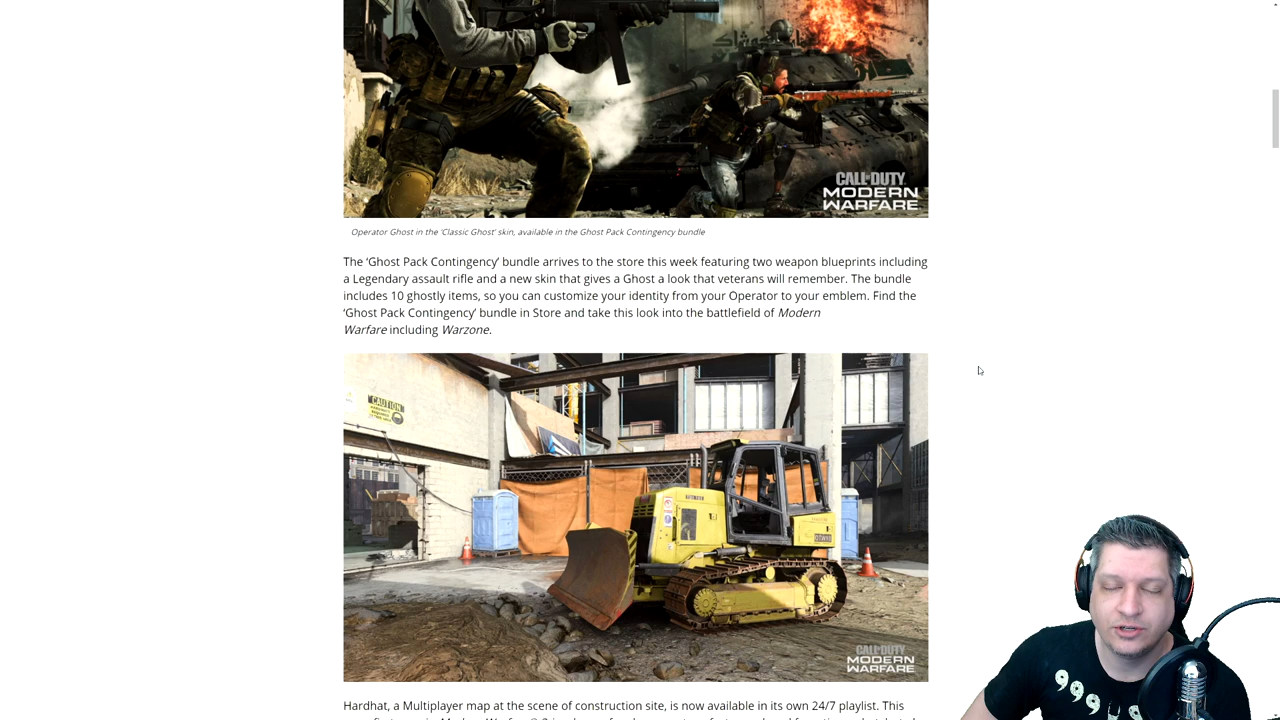 CALL OF DUTY
MODERN
WARFARE
Operator Ghost in the 'Classic Ghost' skin, available in the Ghost Pack Contingency bundle
The ‘Ghost Pack Contingency’ bundle arrives to the store this week featuring two weapon blueprints including
a Legendary assault rifle and a new skin that gives a Ghost a look that veterans will remember. The bundle
includes 10 ghostly items, so you can customize your identity from your Operator to your emblem. Find the
‘Ghost Pack Contingency’ bundle in Store and take this look into the battlefield of Modern
Warfare including Warzone.
CAUTION
CALL OF DUTY
MODERN
WARFARE
Hardhat, a Multiplayer map at the scene of construction site, is now available in its own 24/7 playlist. This